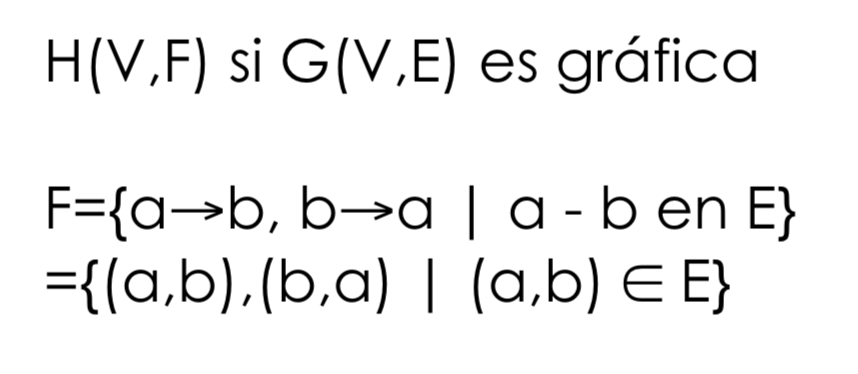 H(V,F) si G(V,E) es gráfica
F={a→b, b→a | a - b en E}
={(a,b),(b,a) | (a,b) ∈ E}